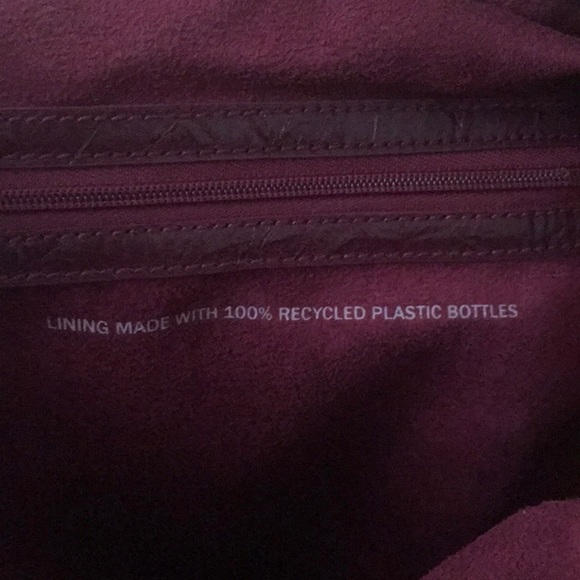 LINING MADE WITH 100% RECYCLED PLASTIC BOTTLES